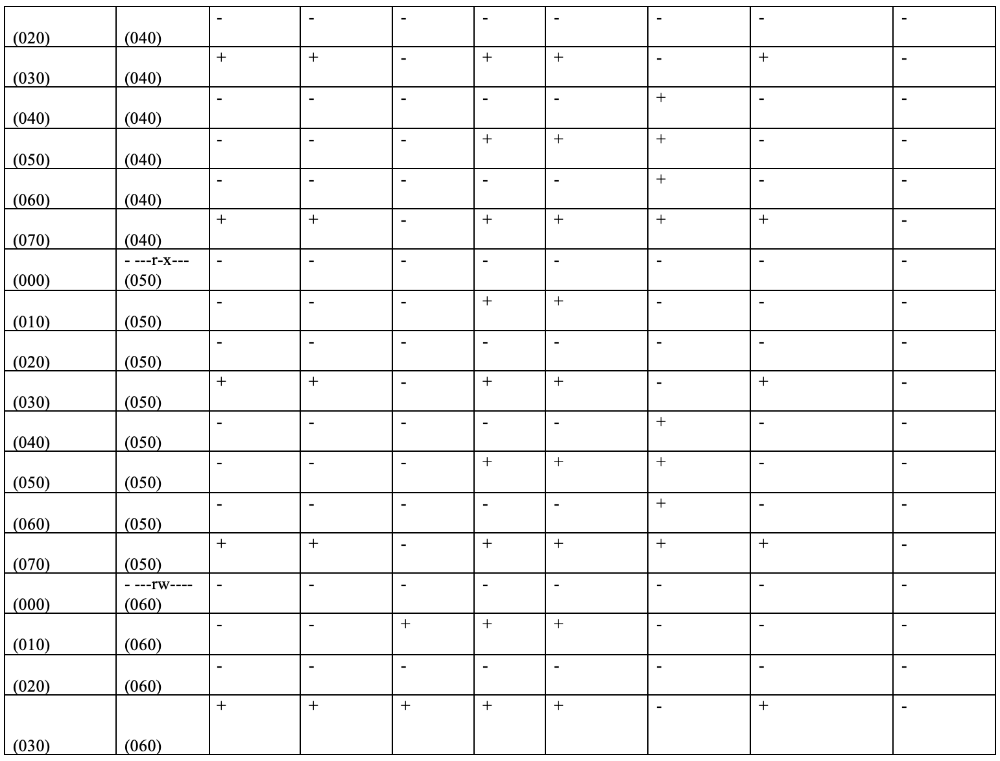 - - - - - - - -
(020) (040)
+ + - + + - + -
(030) (040)
- - - - - + - -
(040) (040)
- - - + + + - -
(050) (040)
- - - - - + - -
(060) (040)
+ + - + + + + -
(070) (040)
- ---r-x--- - - - - - - - -
(000) (050)
- - - + + - - -
(010) (050)
- - - - - - - -
(020) (050)
+ + - + + - + -
(030) (050)
- - - - - + - -
(040) (050)
- - - + + + - -
(050) (050)
- - - - - + - -
(060) (050)
+ + - + + + + -
(070) (050)
- ---rw---- - - - - - - - -
(000) (060)
- - + + + - - -
(010) (060)
- - - - - - - -
(020) (060)
+ + + + + - + -
(030) (060)